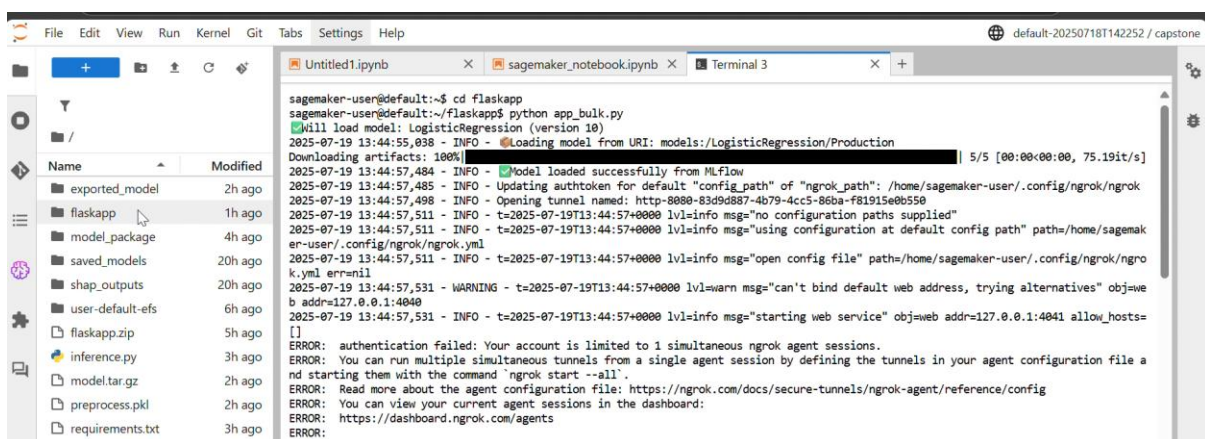 File Edit View Run Kernel Git Tabs Settings Help
default-20250718T142252 / capstone
Untitled1.ipynb
sagemaker_notebook.ipynb
Terminal 3
/
Name Modified
exported_model 2h ago
flaskapp 1h ago
model_package 4h ago
saved_models 20h ago
shap_outputs 20h ago
user-default-efs 6h ago
flaskapp.zip 5h ago
inference.py 3h ago
model.tar.gz 2h ago
preprocess.pkl 2h ago
requirements.txt 3h ago
sagemaker-user@default:~$ cd flaskapp
sagemaker-user@default:~/flaskapp$ python app_bulk.py
✅Will load model: LogisticRegression (version 10)
2025-07-19 13:44:55,038 - INFO - 📦Loading model from URI: models:/LogisticRegression/Production
Downloading artifacts: 100%| | 5/5 [00:00<00:00, 75.19it/s]
2025-07-19 13:44:57,484 - INFO - ✅Model loaded successfully from MLflow
2025-07-19 13:44:57,485 - INFO - Updating authtoken for default "config_path" of "ngrok_path": /home/sagemaker-user/.config/ngrok/ngrok
2025-07-19 13:44:57,498 - INFO - Opening tunnel named: http-8080-83d9d887-4b79-4cc5-86ba-f81915e0b550
2025-07-19 13:44:57,511 - INFO - t=2025-07-19T13:44:57+0000 lvl=info msg="no configuration paths supplied"
2025-07-19 13:44:57,511 - INFO - t=2025-07-19T13:44:57+0000 lvl=info msg="using configuration at default config path" path=/home/sagemak
er-user/.config/ngrok/ngrok.yml
2025-07-19 13:44:57,511 - INFO - t=2025-07-19T13:44:57+0000 lvl=info msg="open config file" path=/home/sagemaker-user/.config/ngrok/ngro
k.yml err=nil
2025-07-19 13:44:57,531 - WARNING - t=2025-07-19T13:44:57+0000 lvl=warn msg="can't bind default web address, trying alternatives" obj=we
b addr=127.0.0.1:4040
2025-07-19 13:44:57,531 - INFO - t=2025-07-19T13:44:57+0000 lvl=info msg="starting web service" obj=web addr=127.0.0.1:4041 allow_hosts=
[]
ERROR: authentication failed: Your account is limited to 1 simultaneous ngrok agent sessions.
ERROR: You can run multiple simultaneous tunnels from a single agent session by defining the tunnels in your agent configuration file a
nd starting them with the command `ngrok start --all`.
ERROR: Read more about the agent configuration file: https://ngrok.com/docs/secure-tunnels/ngrok-agent/reference/config
ERROR: You can view your current agent sessions in the dashboard:
ERROR: https://dashboard.ngrok.com/agents
ERROR: